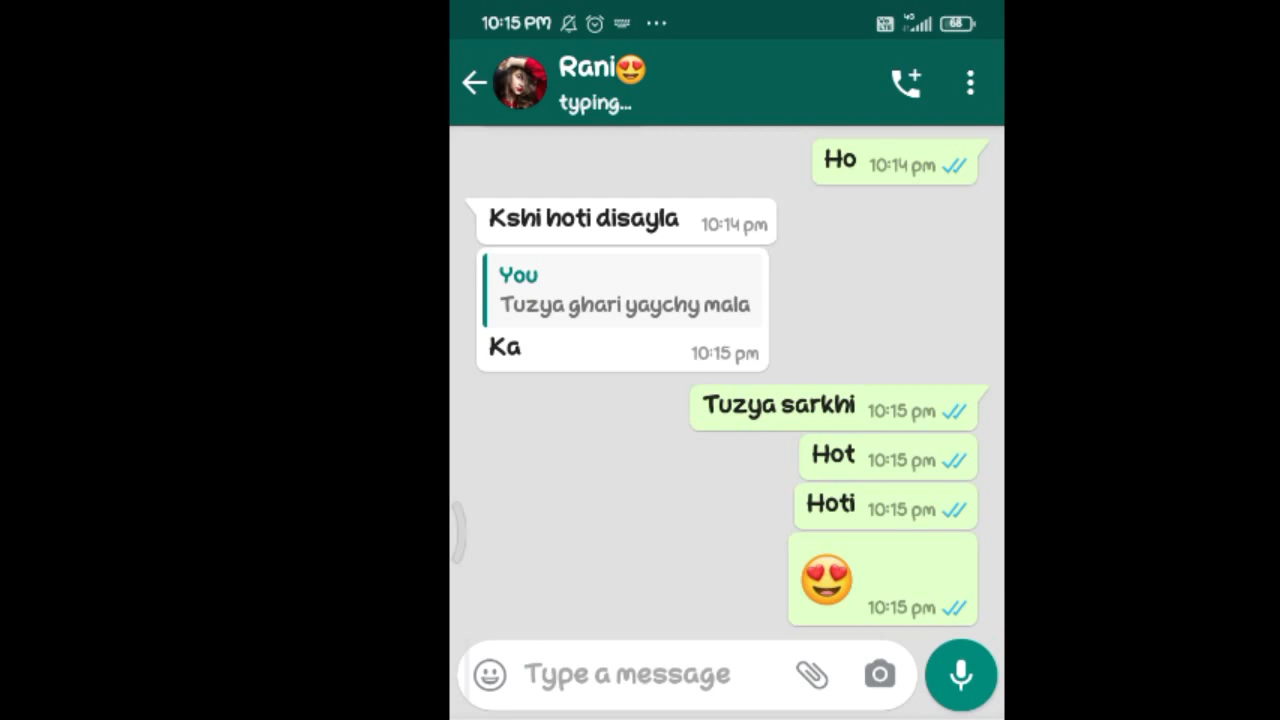 10:15 PM
4G
68
Rani😍
typing...
Ho 10:14 pm
Kshi hoti disayla 10:14 pm
You
Tuzya ghari yaychy mala
Ka 10:15 pm
Tuzya sarkhi 10:15 pm
Hot 10:15 pm
Hoti 10:15 pm
😍 10:15 pm
Type a message